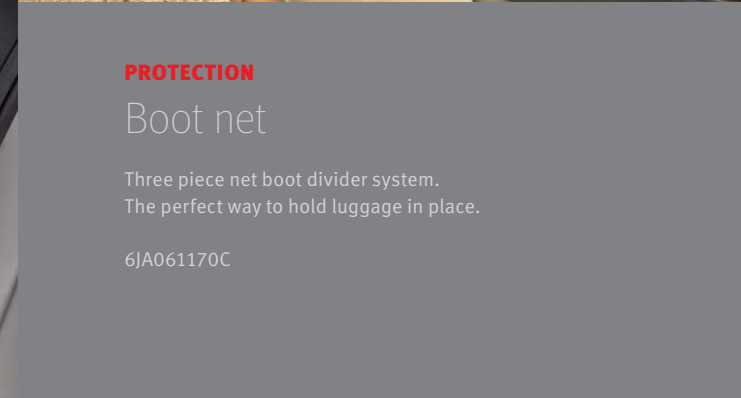 PROTECTION
Boot net
Three piece net boot divider system.
The perfect way to hold luggage in place.
6JA061170C